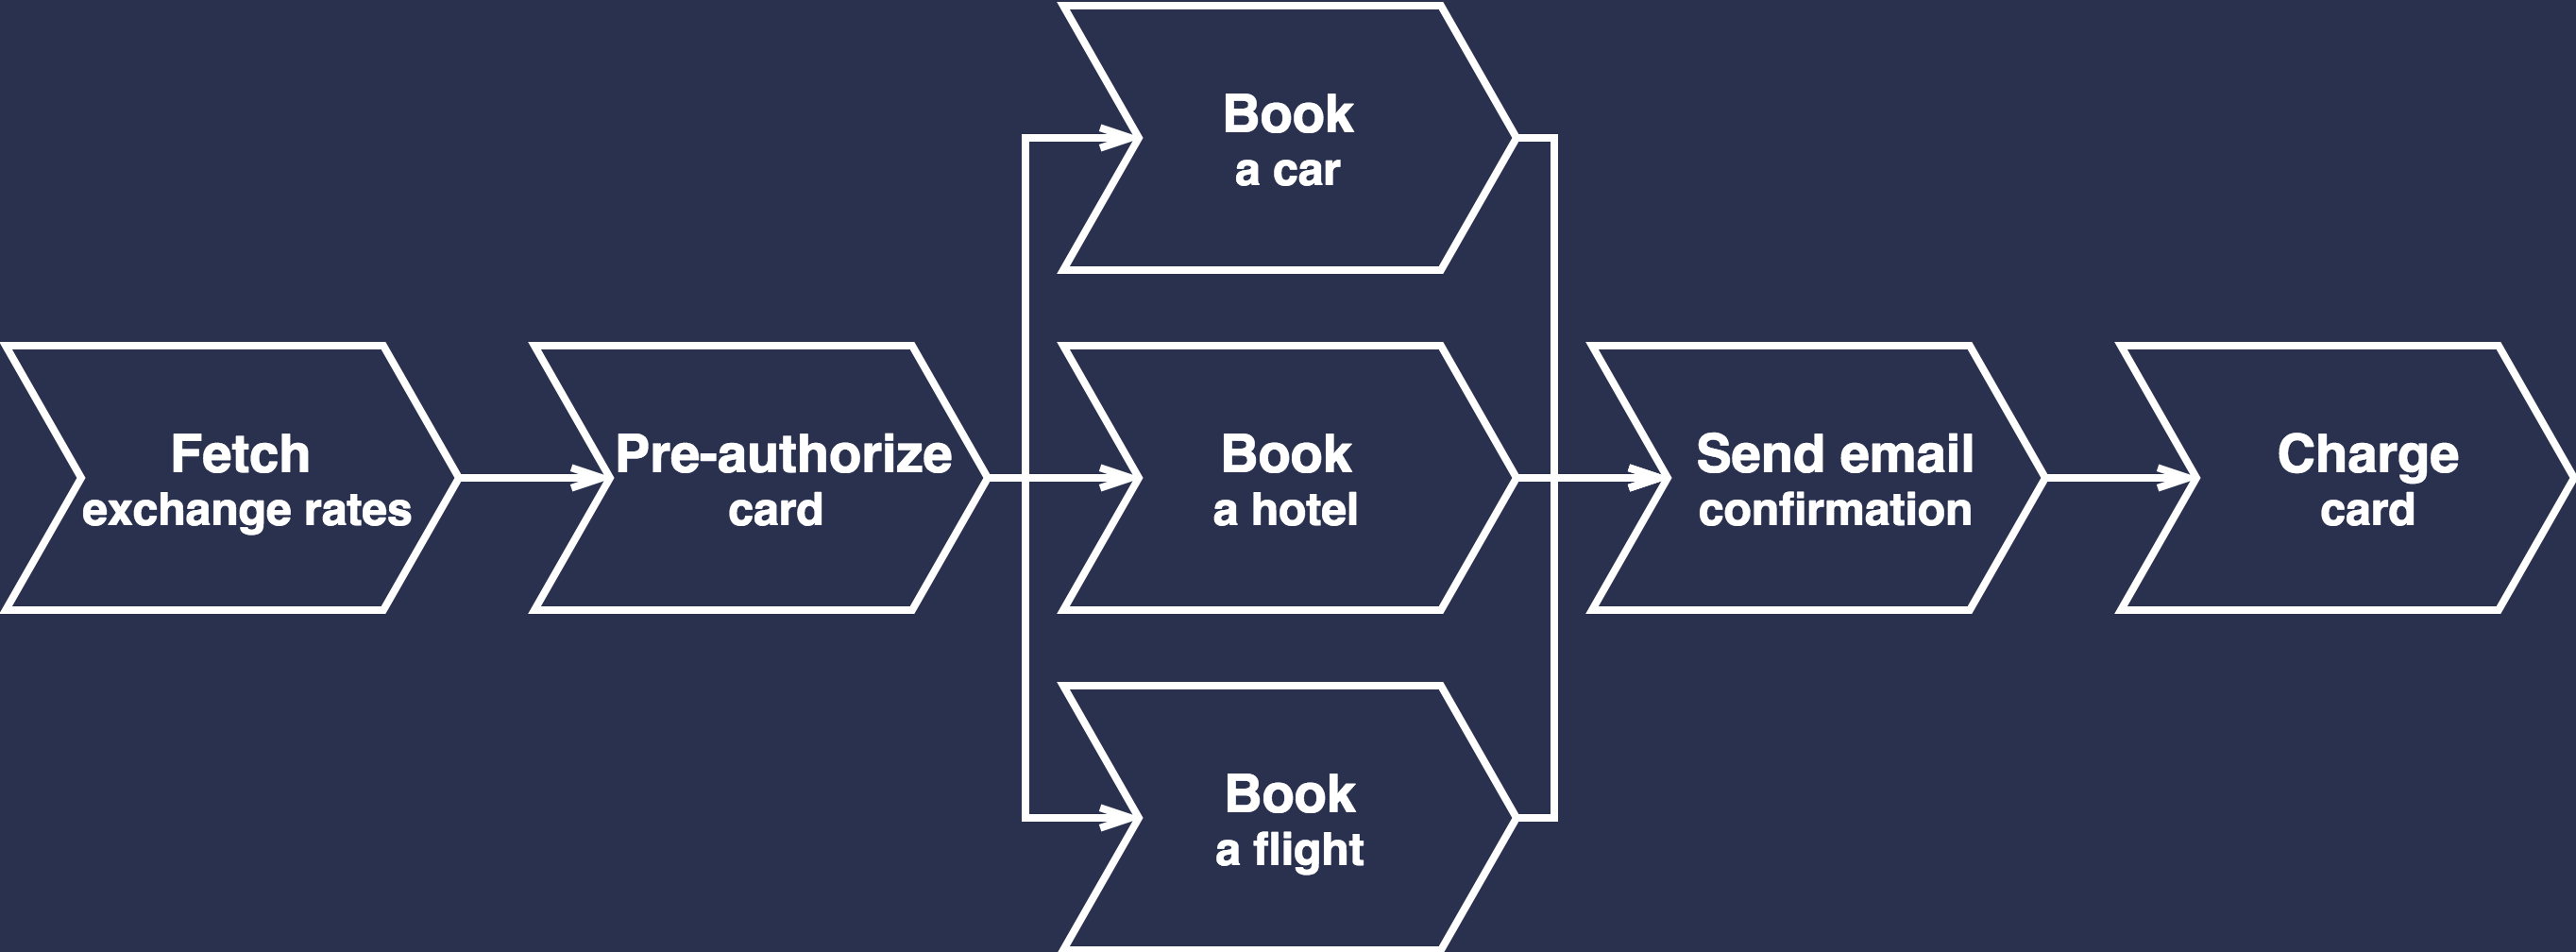 Fetch
exchange rates
Pre-authorize
card
Book
a car
Book
a hotel
Book
a flight
Send email
confirmation
Charge
card